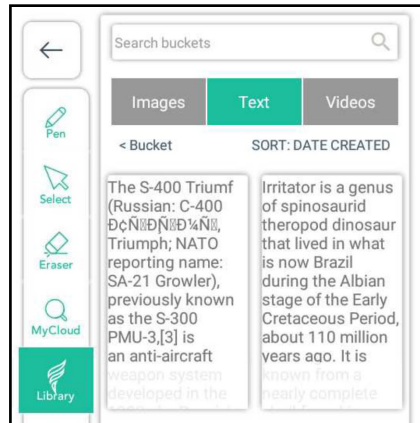 Search buckets
Images Text Videos
< Bucket SORT: DATE CREATED
Pen
Select
Eraser
MyCloud
Library
The S-400 Triumf
(Russian: C-400
Ð¢Ñ€Ð¸ÑƒÐ¼Ñ„,
Triumph; NATO
reporting name:
SA-21 Growler),
previously known
as the S-300
PMU-3,[3] is
an anti-aircraft
weapon system
developed in the
Irritator is a genus
of spinosaurid
theropod dinosaur
that lived in what
is now Brazil
during the Albian
stage of the Early
Cretaceous Period,
about 110 million
years ago. It is
known from a
nearly complete